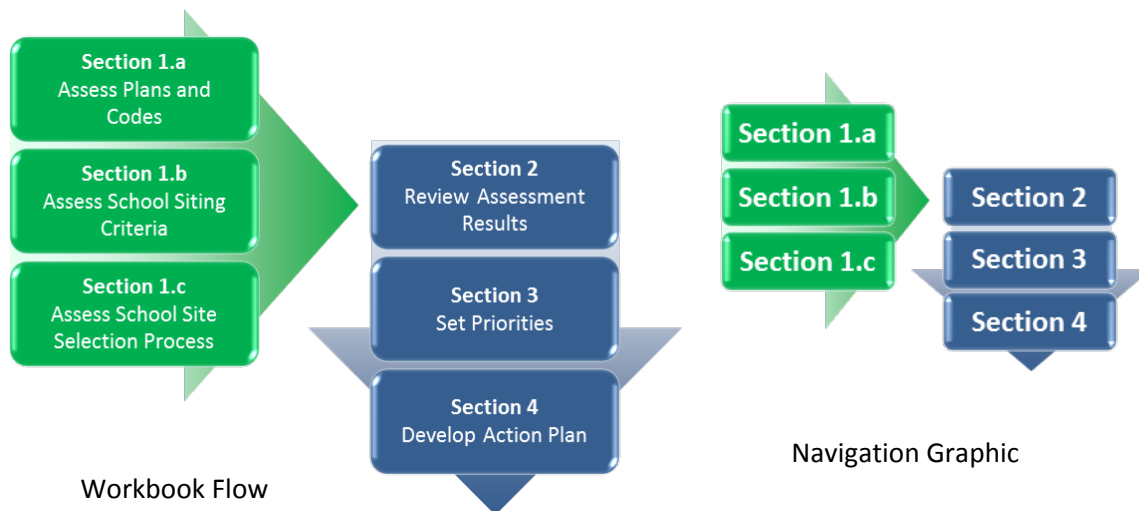 Section 1.a
Assess Plans and
Codes
Section 1.b
Assess School Siting
Criteria
Section 1.c
Assess School Site
Selection Process
Section 2
Review Assessment
Results
Section 3
Set Priorities
Section 4
Develop Action Plan
Workbook Flow
Section 1.a
Section 1.b
Section 1.c
Section 2
Section 3
Section 4
Navigation Graphic